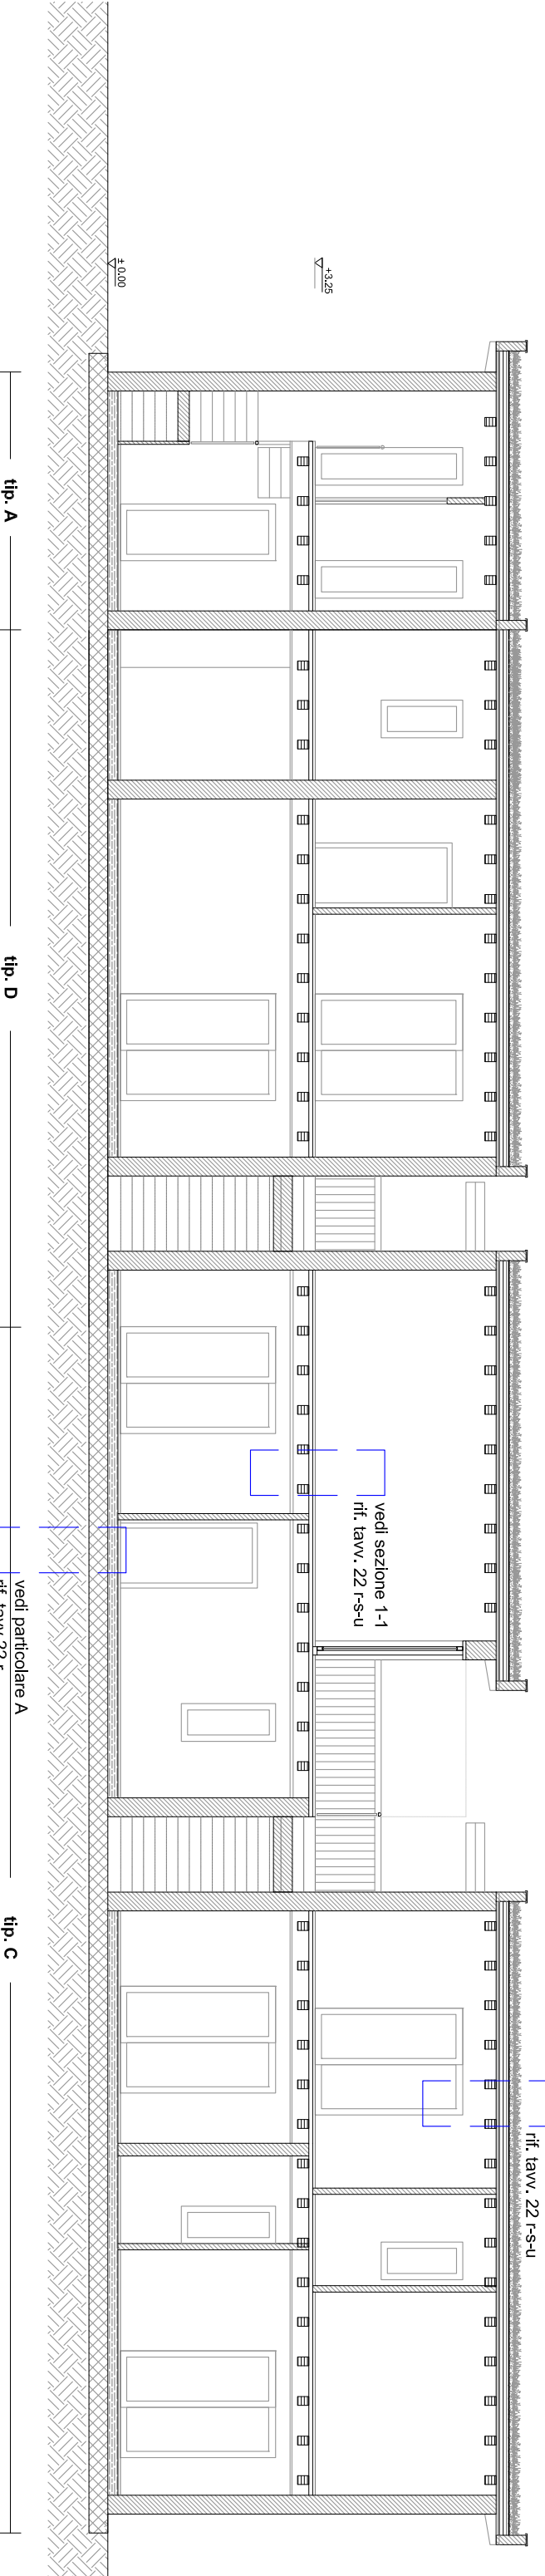 +3.25
± 0.00
rif. tavv. 22 r-s-u
vedi sezione 1-1
rif. tavv. 22 r-s-u
vedi particolare A
tip. A
tip. D
tip. C